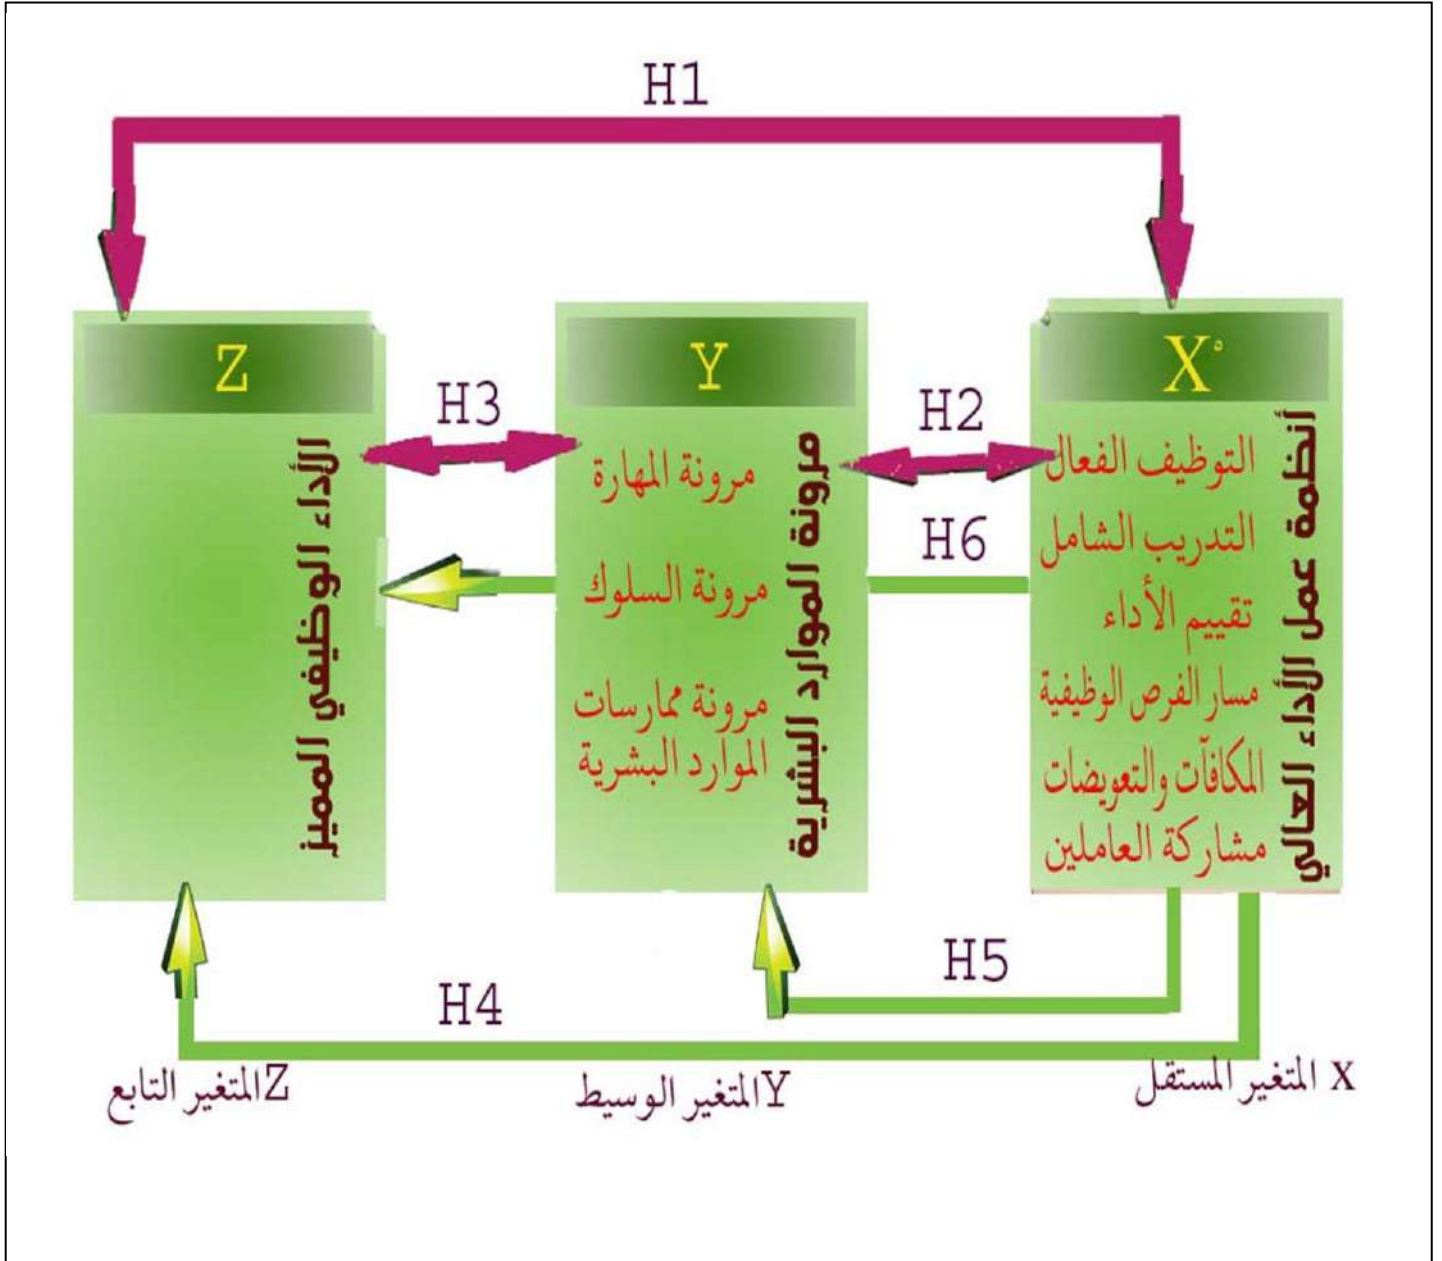 H1
X°
أنظمة عمل الأداء العالي
التوظيف الفعال
التدريب الشامل
تقييم الأداء
مسار الفرص الوظيفية
المكافآت والتعويضات
مشاركة العاملين
H2
H6
Y
مرونة الموارد البشرية
مرونة المهارة
مرونة السلوك
مرونة ممارسات
الموارد البشرية
H3
Z
الأداء الوظيفي المميز
H5
H4
X المتغير المستقل
Yالمتغير الوسيط
Zالمتغير التابع